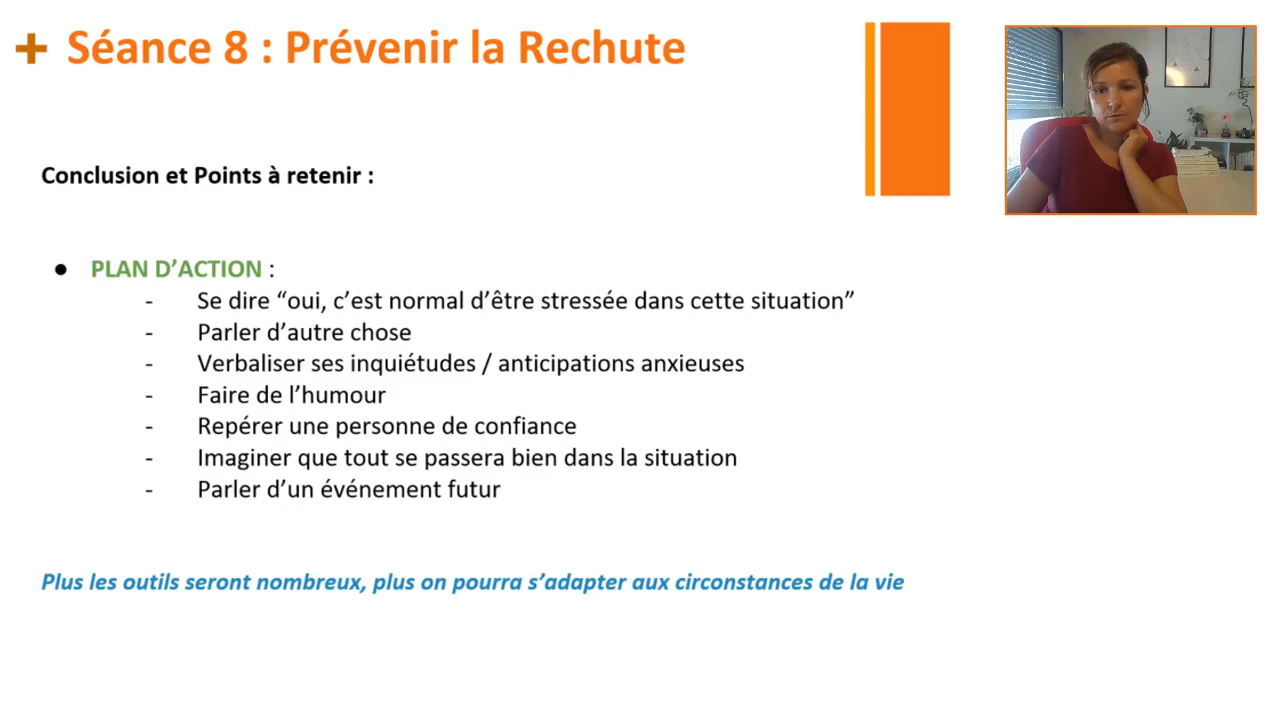 + Séance 8 : Prévenir la Rechute
Conclusion et Points à retenir :
● PLAN D’ACTION :
- Se dire “oui, c’est normal d’être stressée dans cette situation”
- Parler d’autre chose
- Verbaliser ses inquiétudes / anticipations anxieuses
- Faire de l’humour
- Repérer une personne de confiance
- Imaginer que tout se passera bien dans la situation
- Parler d’un événement futur
Plus les outils seront nombreux, plus on pourra s’adapter aux circonstances de la vie